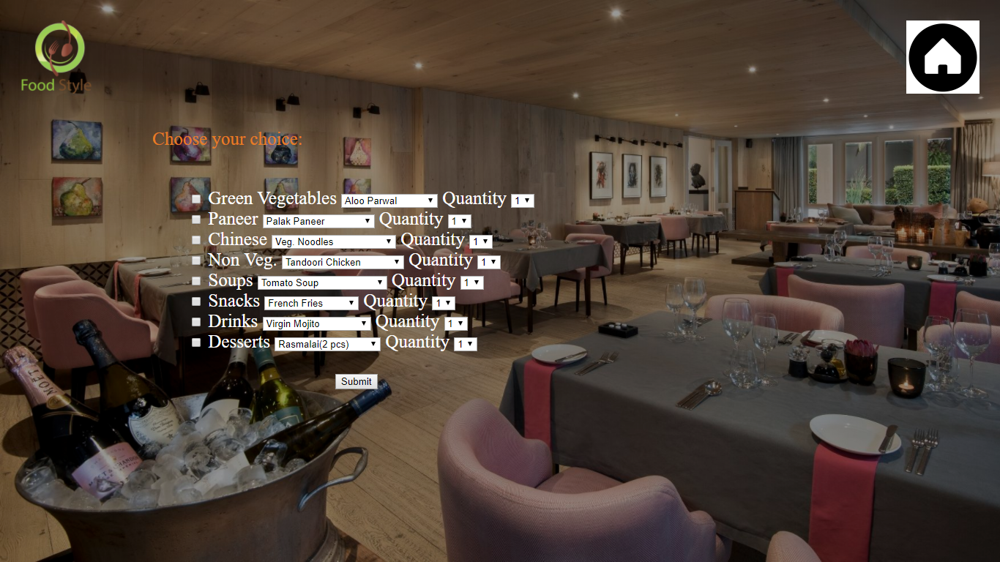 Food Style
Choose your choice:
Green Vegetables Aloo Parwal Quantity 1
Paneer Palak Paneer Quantity 1
Chinese Veg. Noodles Quantity 1
Non Veg. Tandoori Chicken Quantity 1
Soups Tomato Soup Quantity 1
Snacks French Fries Quantity 1
Drinks Virgin Mojito Quantity 1
Desserts Rasmalai(2 pcs) Quantity 1
Submit
MOËT